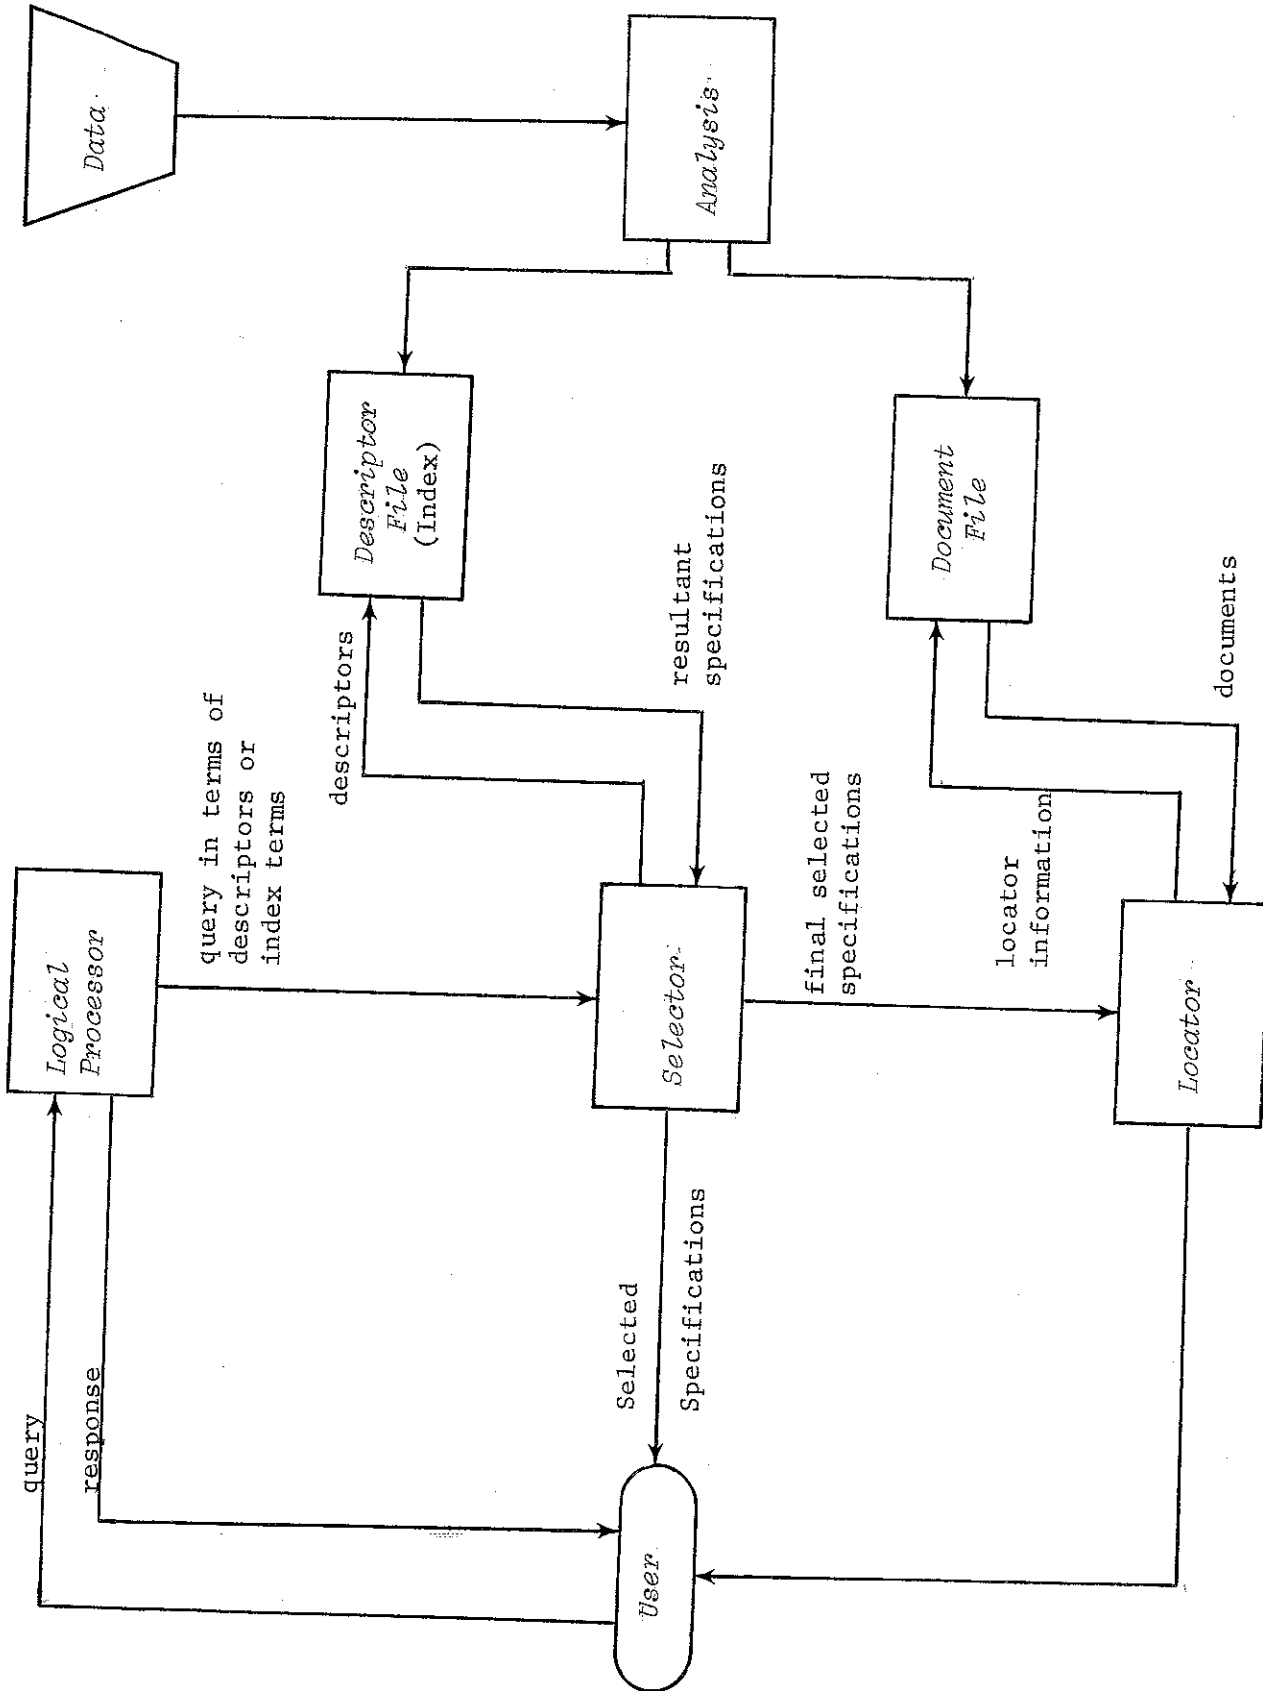 query
response
Logical
Processor
query in terms of
descriptors or
index terms
descriptors
Descriptor
File
(Index)
Data
User
Selected
Specifications
Selector
resultant
specifications
Analysis
final selected
specifications
locator
information
Document
File
Locator
documents